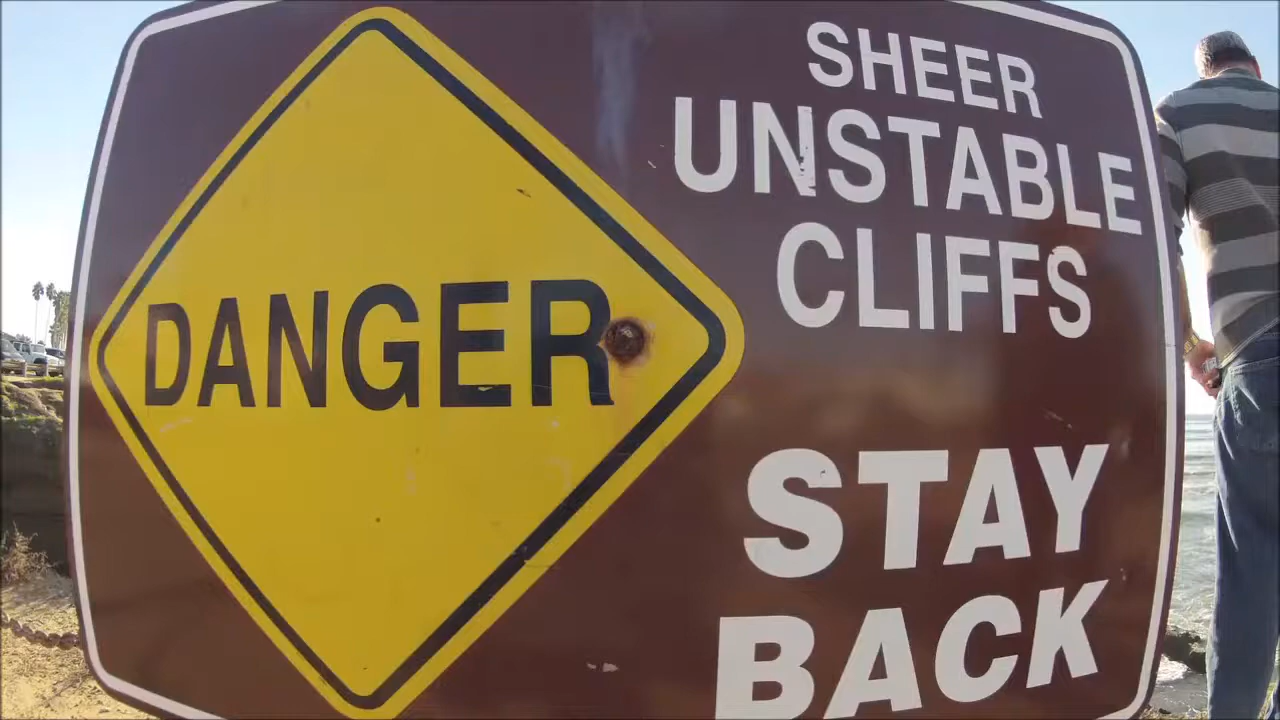 DANGER
SHEER
UNSTABLE
CLIFFS
STAY
BACK